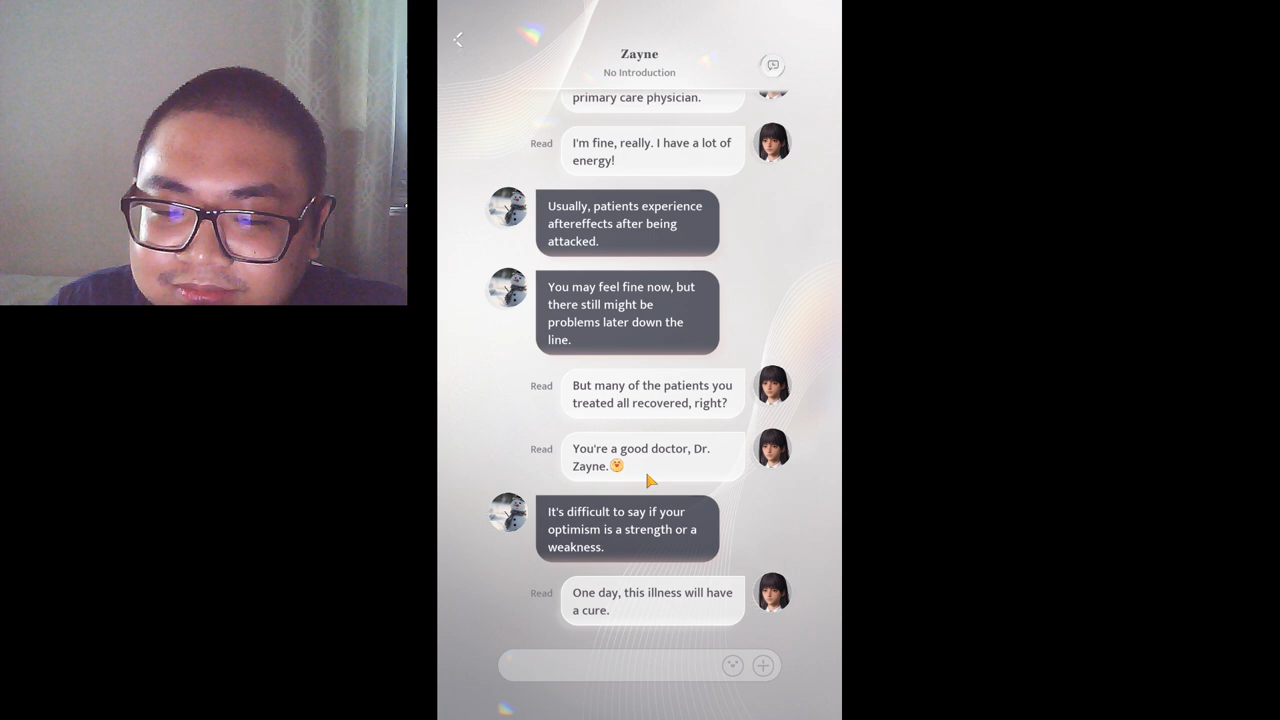 Zayne
No Introduction
primary care physician.
Read
I'm fine, really. I have a lot of
energy!
Usually, patients experience
aftereffects after being
attacked.
You may feel fine now, but
there still might be
problems later down the
line.
Read
But many of the patients you
treated all recovered, right?
Read
You're a good doctor, Dr.
Zayne.
It's difficult to say if your
optimism is a strength or a
weakness.
Read
One day, this illness will have
a cure.